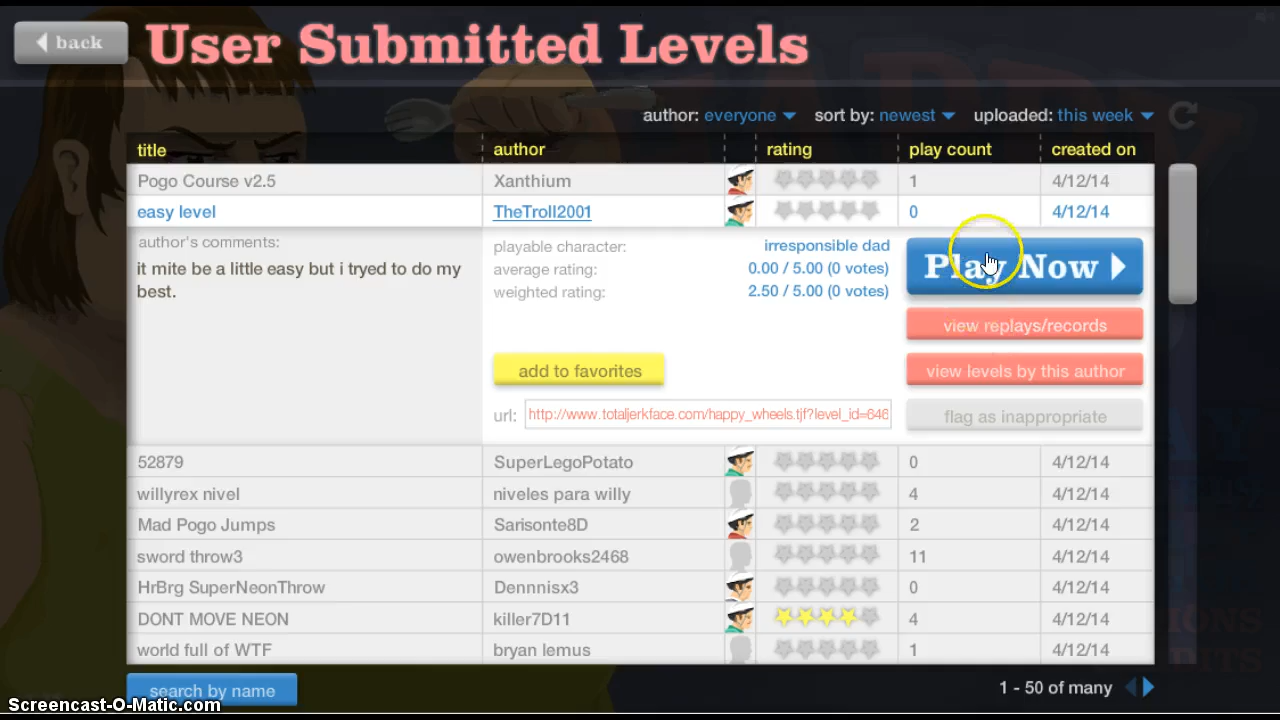 back
User Submitted Levels
author: everyone sort by: newest uploaded: this week
title author rating play count created on
Pogo Course v2.5 Xanthium 1 4/12/14
easy level TheTroll2001 0 4/12/14
author's comments:
it mite be a little easy but i tryed to do my
best.
playable character: irresponsible dad
average rating: 0.00 / 5.00 (0 votes)
weighted rating: 2.50 / 5.00 (0 votes)
Play Now
view replays/records
add to favorites
view levels by this author
url: http://www.totaljerkface.com/happy_wheels.tjf?level_id=646
flag as inappropriate
52879 SuperLegoPotato 0 4/12/14
willyrex nivel niveles para willy 4 4/12/14
Mad Pogo Jumps Sarisonte8D 2 4/12/14
sword throw3 owenbrooks2468 11 4/12/14
HrBrg SuperNeonThrow Dennnisx3 0 4/12/14
DONT MOVE NEON killer7D11 4 4/12/14
world full of WTF bryan lemus 1 4/12/14
search by name
1 - 50 of many
Screencast-O-Matic.com